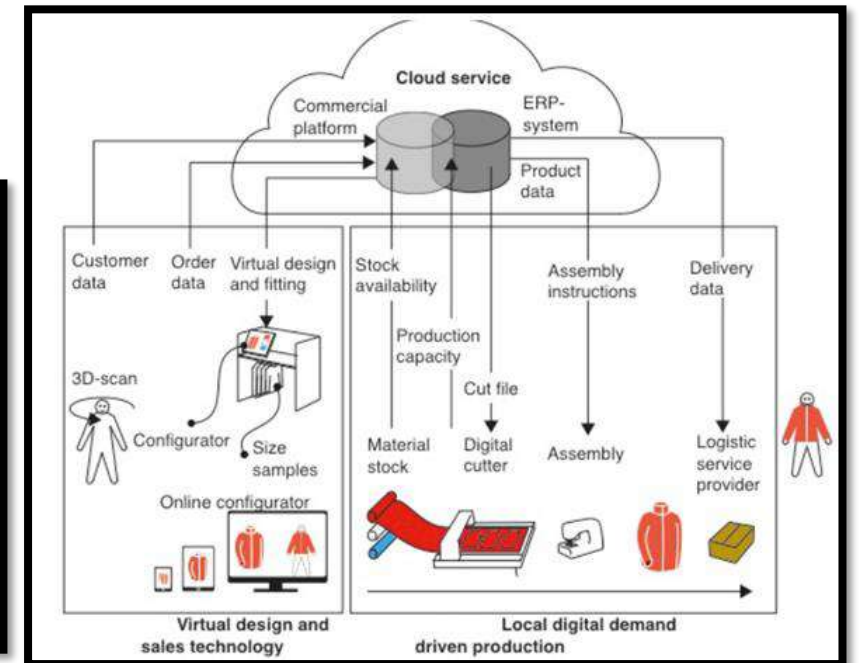 Cloud service
Commercial
platform
ERP-
system
Product
data
Customer
data
Order
data
Virtual design
and fitting
Stock
availability
Assembly
instructions
Delivery
data
Production
capacity
3D-scan
Cut file
Configurator
Size
samples
Material
stock
Digital
cutter
Assembly
Logistic
service
provider
Online configurator
Virtual design and
sales technology
Local digital demand
driven production